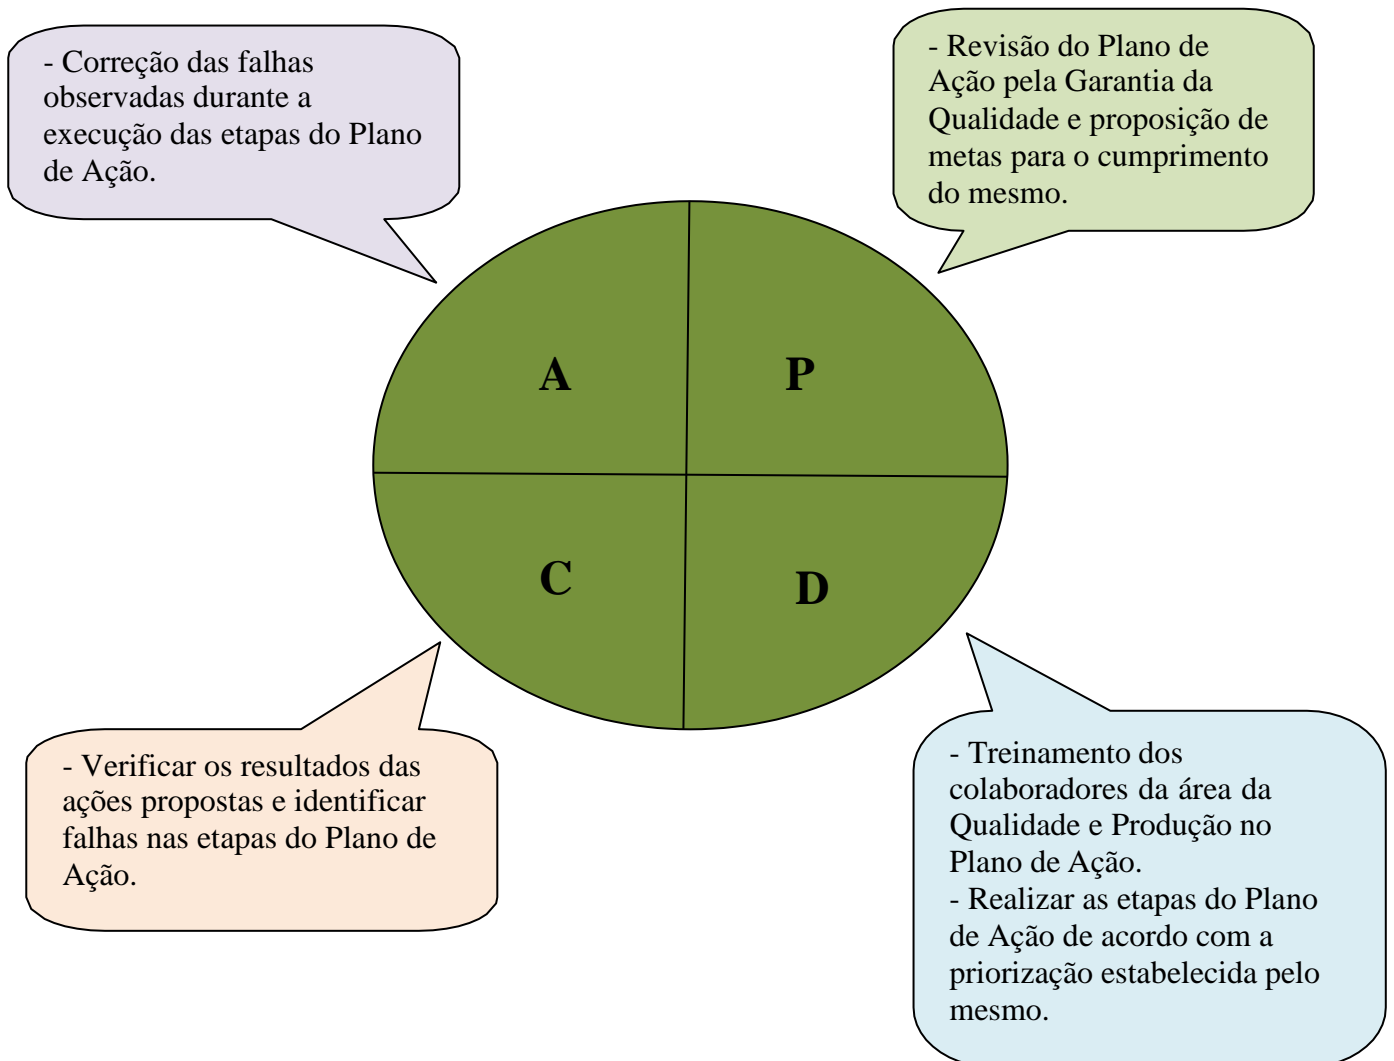 - Correção das falhas
observadas durante a
execução das etapas do Plano
de Ação.
- Revisão do Plano de
Ação pela Garantia da
Qualidade e proposição de
metas para o cumprimento
do mesmo.
A
P
C
D
- Verificar os resultados das
ações propostas e identificar
falhas nas etapas do Plano de
Ação.
- Treinamento dos
colaboradores da área da
Qualidade e Produção no
Plano de Ação.
- Realizar as etapas do Plano
de Ação de acordo com a
priorização estabelecida pelo
mesmo.